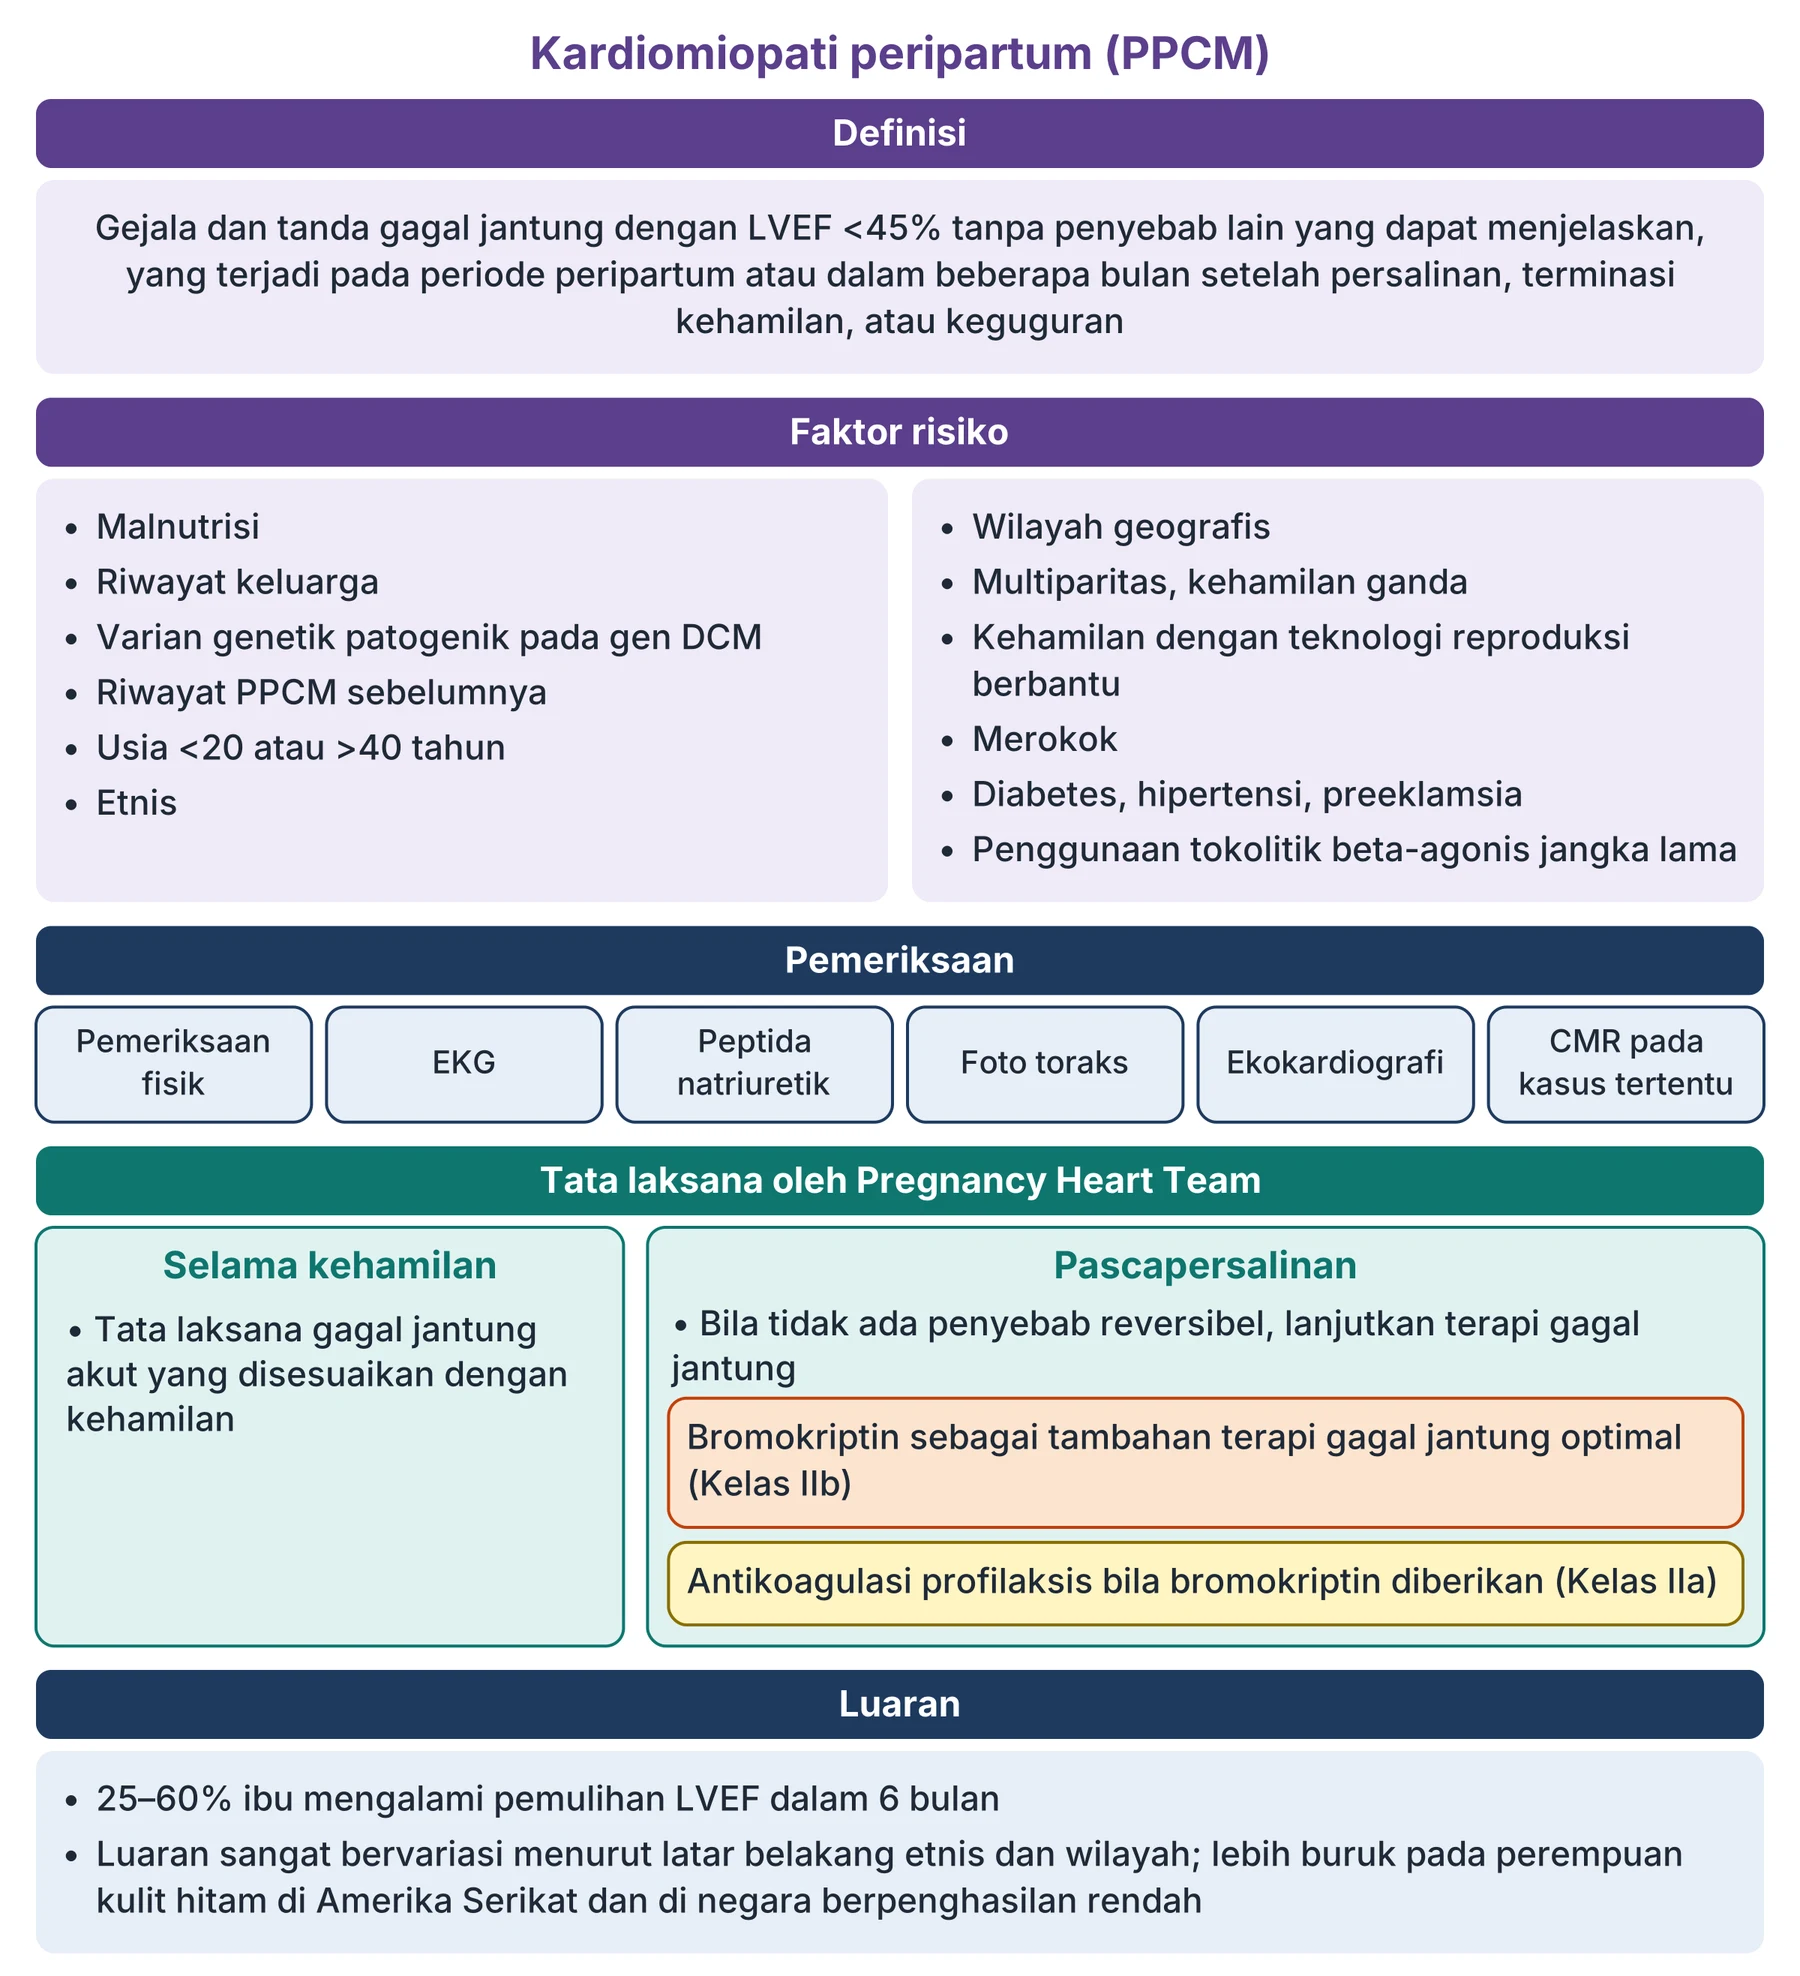 Kardiomiopati peripartum (PPCM)
Definisi
Gejala dan tanda gagal jantung dengan LVEF <45% tanpa penyebab lain yang dapat menjelaskan,
yang terjadi pada periode peripartum atau dalam beberapa bulan setelah persalinan, terminasi
kehamilan, atau keguguran
Faktor risiko
• Malnutrisi
• Riwayat keluarga
• Varian genetik patogenik pada gen DCM
• Riwayat PPCM sebelumnya
• Usia <20 atau >40 tahun
• Etnis
• Wilayah geografis
• Multiparitas, kehamilan ganda
• Kehamilan dengan teknologi reproduksi
berbantu
• Merokok
• Diabetes, hipertensi, preeklamsia
• Penggunaan tokolitik beta-agonis jangka lama
Pemeriksaan
Pemeriksaan
fisik
EKG
Peptida
natriuretik
Foto toraks
Ekokardiografi
CMR pada
kasus tertentu
Tata laksana oleh Pregnancy Heart Team
Selama kehamilan
• Tata laksana gagal jantung
akut yang disesuaikan dengan
kehamilan
Pascapersalinan
• Bila tidak ada penyebab reversibel, lanjutkan terapi gagal
jantung
Bromokriptin sebagai tambahan terapi gagal jantung optimal
(Kelas IIb)
Antikoagulasi profilaksis bila bromokriptin diberikan (Kelas IIa)
Luaran
• 25–60% ibu mengalami pemulihan LVEF dalam 6 bulan
• Luaran sangat bervariasi menurut latar belakang etnis dan wilayah; lebih buruk pada perempuan
kulit hitam di Amerika Serikat dan di negara berpenghasilan rendah